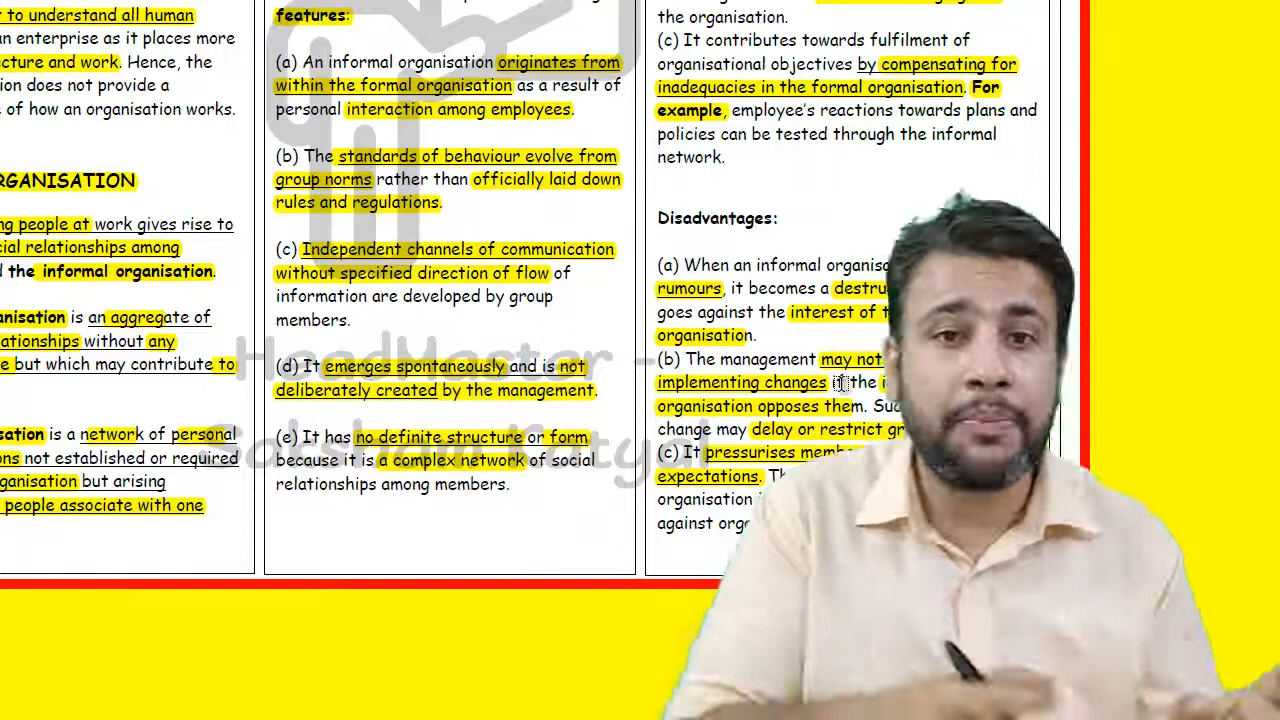 t to understand all human
an enterprise as it places more
cture and work. Hence, the
tion does not provide a
e of how an organisation works.
RGANISATION
ng people at work gives rise to
cial relationships among
d the informal organisation.
anisation is an aggregate of
ationships without any
e but which may contribute to
isation is a network of personal
ons not established or required
rganisation but arising
people associate with one
features:
(a) An informal organisation originates from
within the formal organisation as a result of
personal interaction among employees.
(b) The standards of behaviour evolve from
group norms rather than officially laid down
rules and regulations.
(c) Independent channels of communication
without specified direction of flow of
information are developed by group
members.
(d) It emerges spontaneously and is not
deliberately created by the management.
(e) It has no definite structure or form
because it is a complex network of social
relationships among members.
the organisation.
(c) It contributes towards fulfilment of
organisational objectives by compensating for
inadequacies in the formal organisation. For
example, employee's reactions towards plans and
policies can be tested through the informal
network.
Disadvantages:
(a) When an informal organisa
rumours, it becomes a destru
goes against the interest of t
organisation.
(b) The management may not
implementing changes if the i
organisation opposes them. Suc
change may delay or restrict gr
(c) It pressurises memb
expectations. Th
organisation i
against orga
HeadMaster -
Saksham Katyal